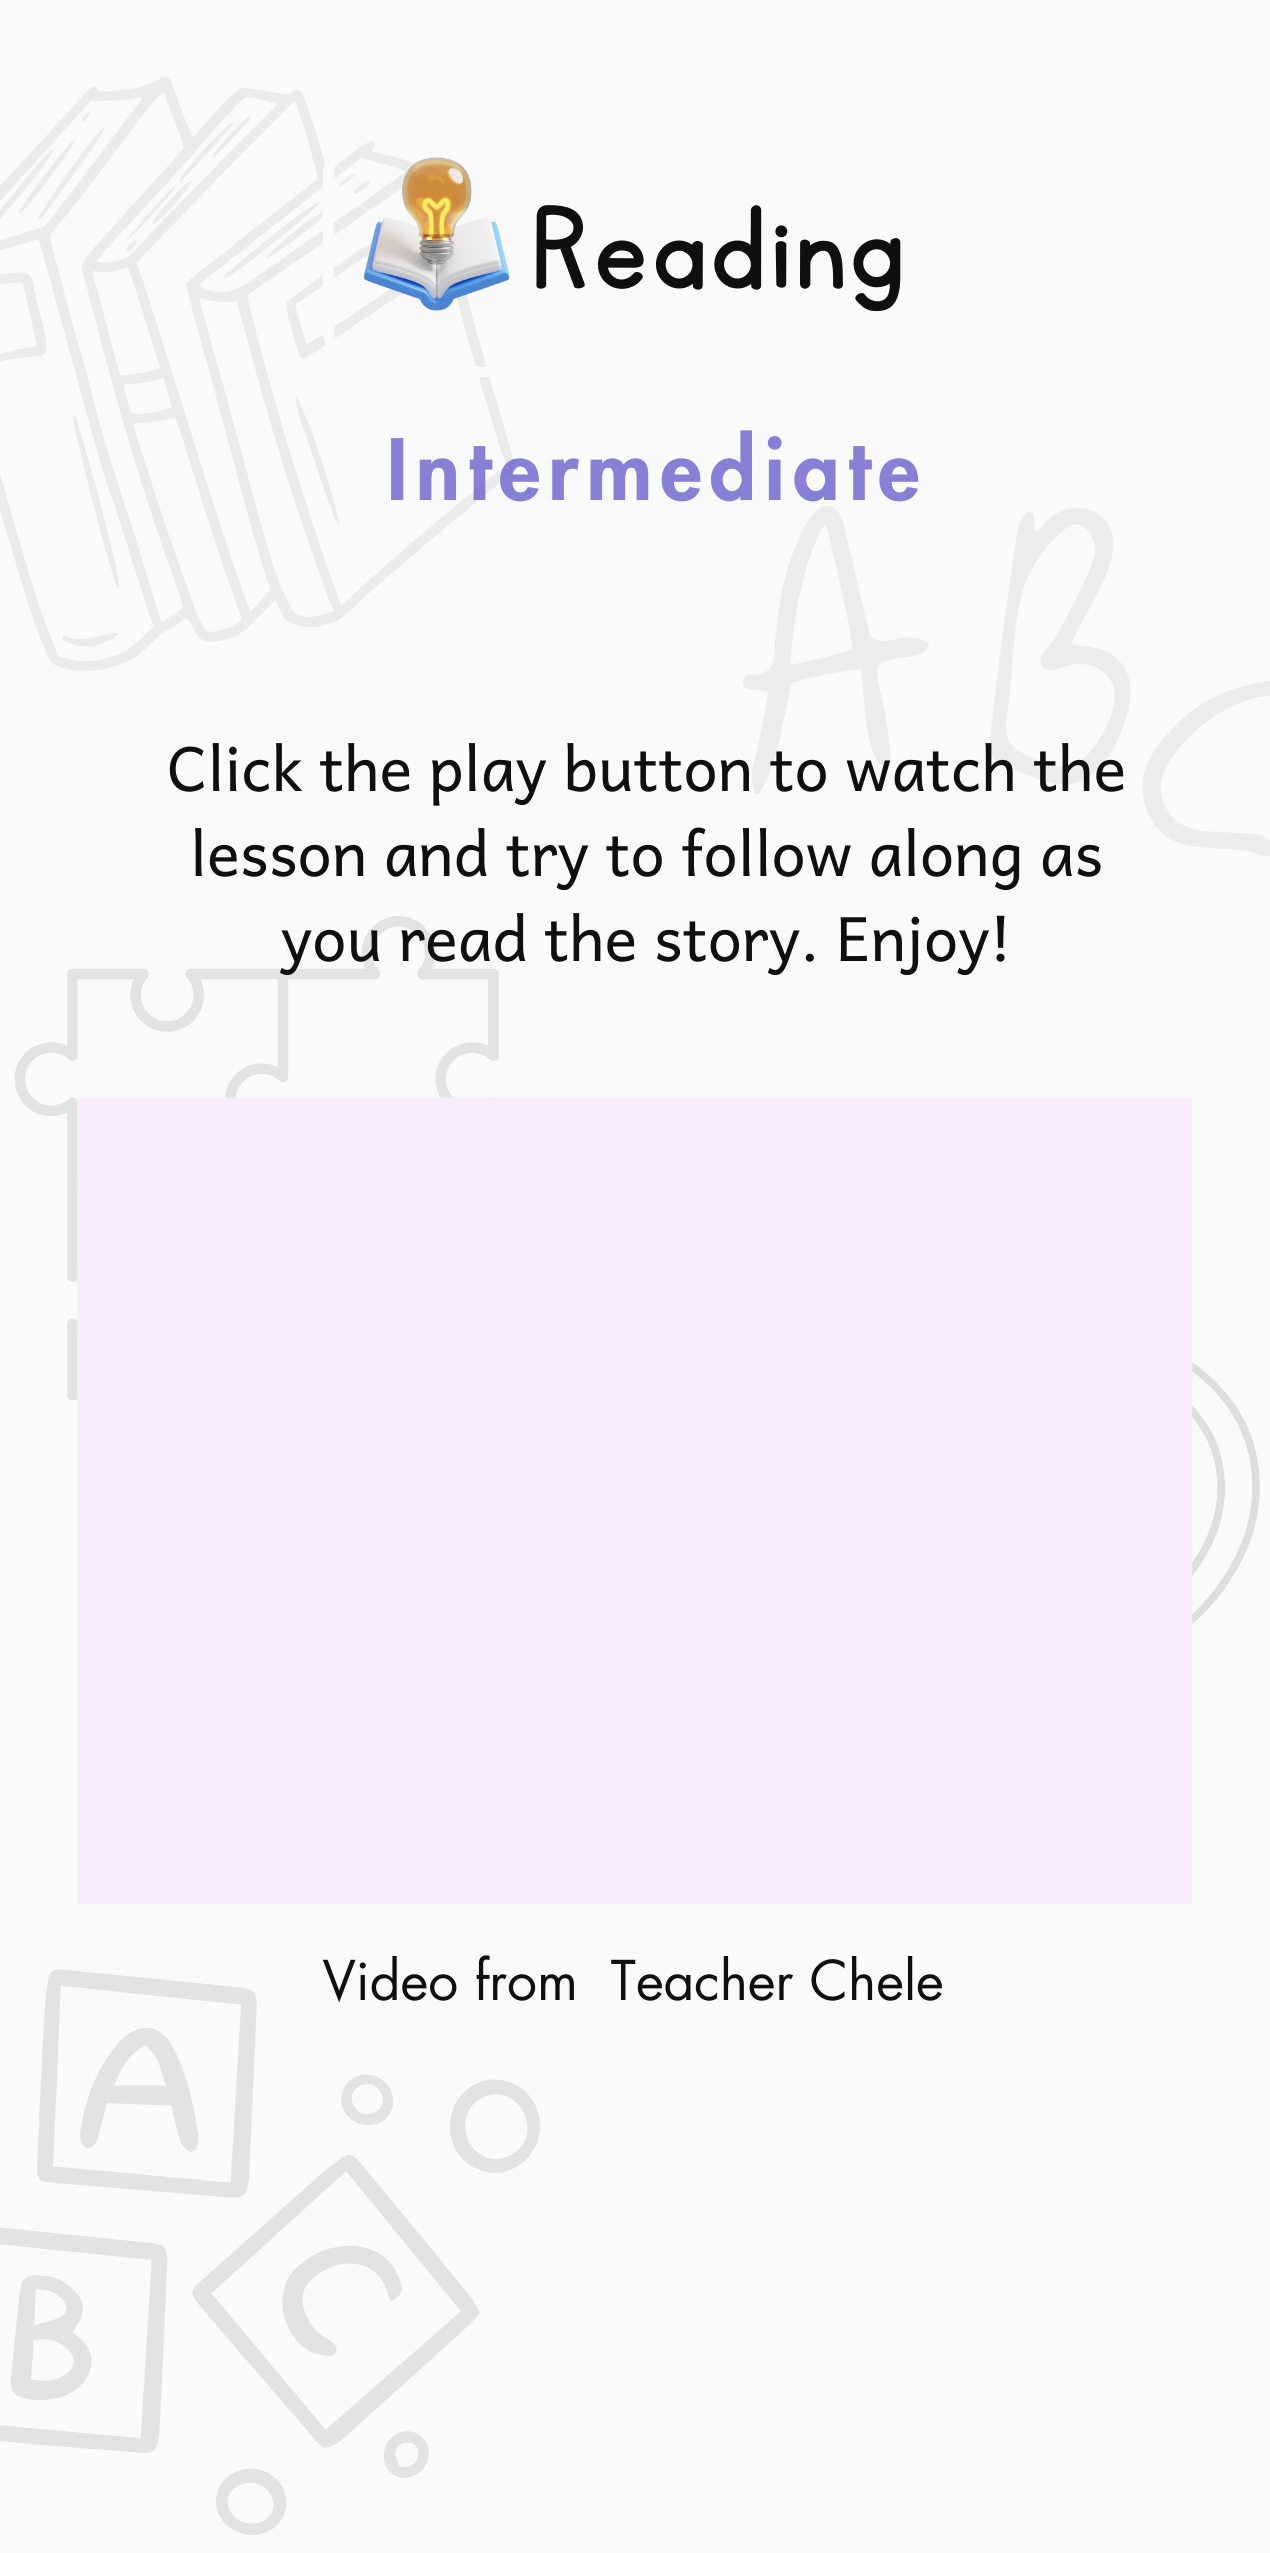 Reading
Intermediate
A B C
Click the play button to watch the
lesson and try to follow along as
you read the story. Enjoy!
Video from  Teacher Chele
A
B
C